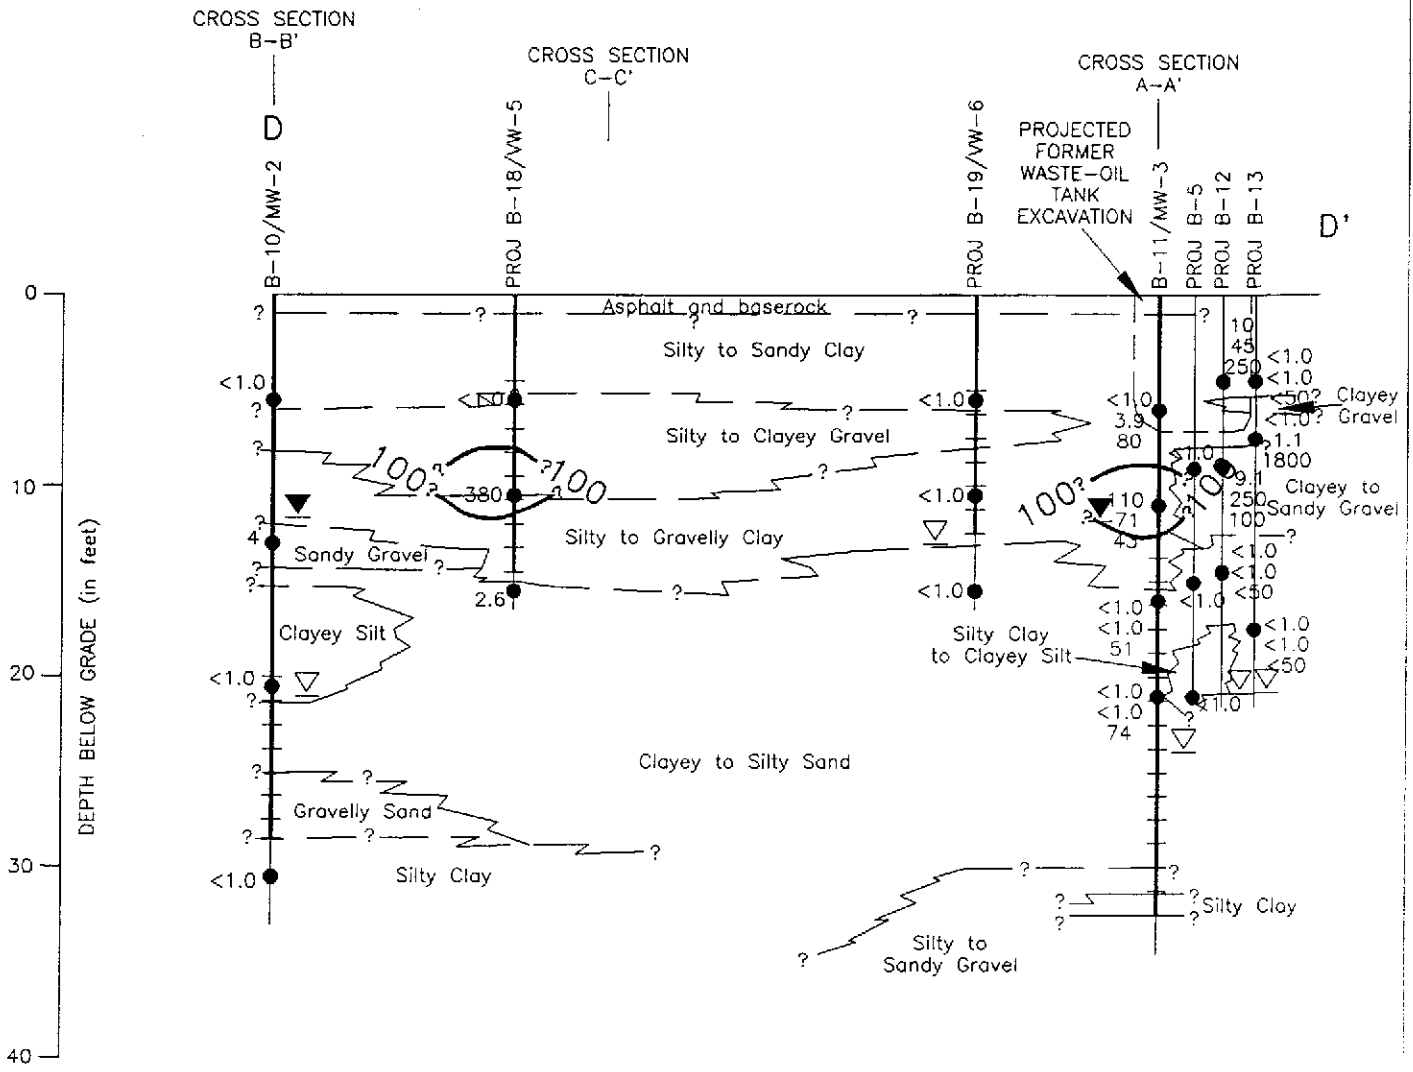 CROSS SECTION
B-B'
CROSS SECTION
C-C'
CROSS SECTION
A-A'
D
D'
B-10/MW-2
PROJ B-18/VW-5
PROJ B-19/VW-6
PROJECTED
FORMER
WASTE-OIL
TANK
EXCAVATION
B-11/MW-3
PROJ B-5
PROJ B-12
PROJ B-13
DEPTH BELOW GRADE (in feet)
0
10
20
30
40
? ? ? ? ?
Asphalt and baserock
Silty to Sandy Clay
<1.0
<1.0
<1.0
3.9
80
10
45
250
<1.0
<1.0
<50?
Clayey
Gravel
<1.0?
1.1
1800
? ?
Silty to Clayey Gravel
? ?
100?
100?
?100
?
380
<1.0
Silty to Gravelly Clay
100?
?
110
71
?100
9.1
250
100
Clayey to
Sandy Gravel
?
?
4
Sandy Gravel
? ?
?
?
2.6
<1.0
<1.0
<1.0
51
<1.0
<1.0
<1.0
<50
<1.0
<1.0
<50
Clayey Silt
Silty Clay
to Clayey Silt
<1.0
?
<1.0
<1.0
74
<1.0
?
Clayey to Silty Sand
? ?
Gravelly Sand
? ?
?
Silty Clay
<1.0
? ?
? ?
? ?
Silty Clay
?
Silty to
Sandy Gravel